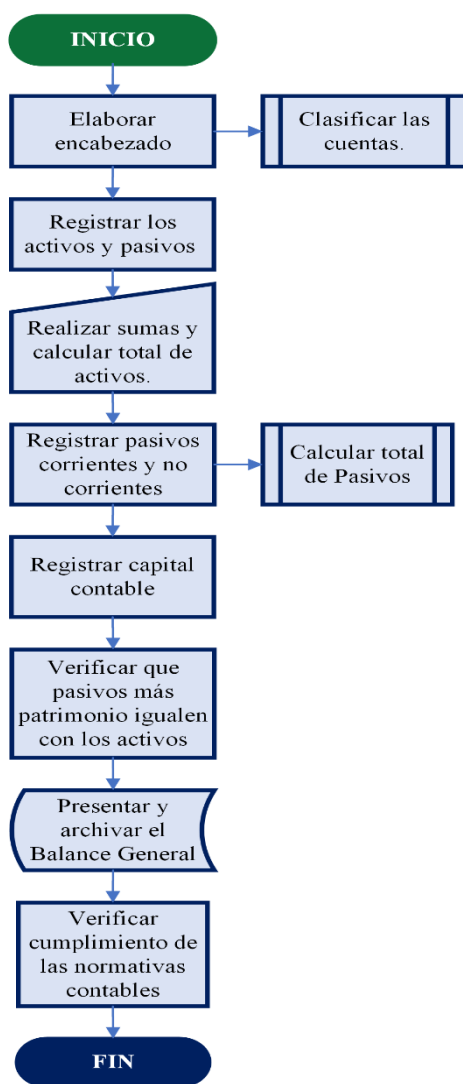 INICIO
Elaborar
encabezado
Clasificar las
cuentas.
Registrar los
activos y pasivos
Realizar sumas y
calcular total de
activos.
Registrar pasivos
corrientes y no
corrientes
Calcular total
de Pasivos
Registrar capital
contable
Verificar que
pasivos más
patrimonio igualen
con los activos
Presentar y
archivar el
Balance General
Verificar
cumplimiento de
las normativas
contables
FIN